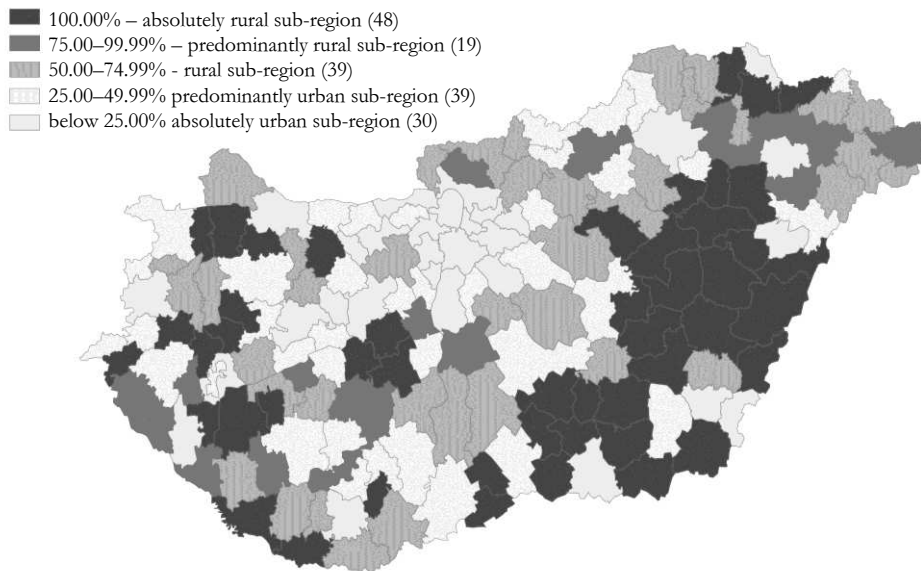 100.00% – absolutely rural sub-region (48)
75.00–99.99% – predominantly rural sub-region (19)
50.00–74.99% - rural sub-region (39)
25.00–49.99% predominantly urban sub-region (39)
below 25.00% absolutely urban sub-region (30)